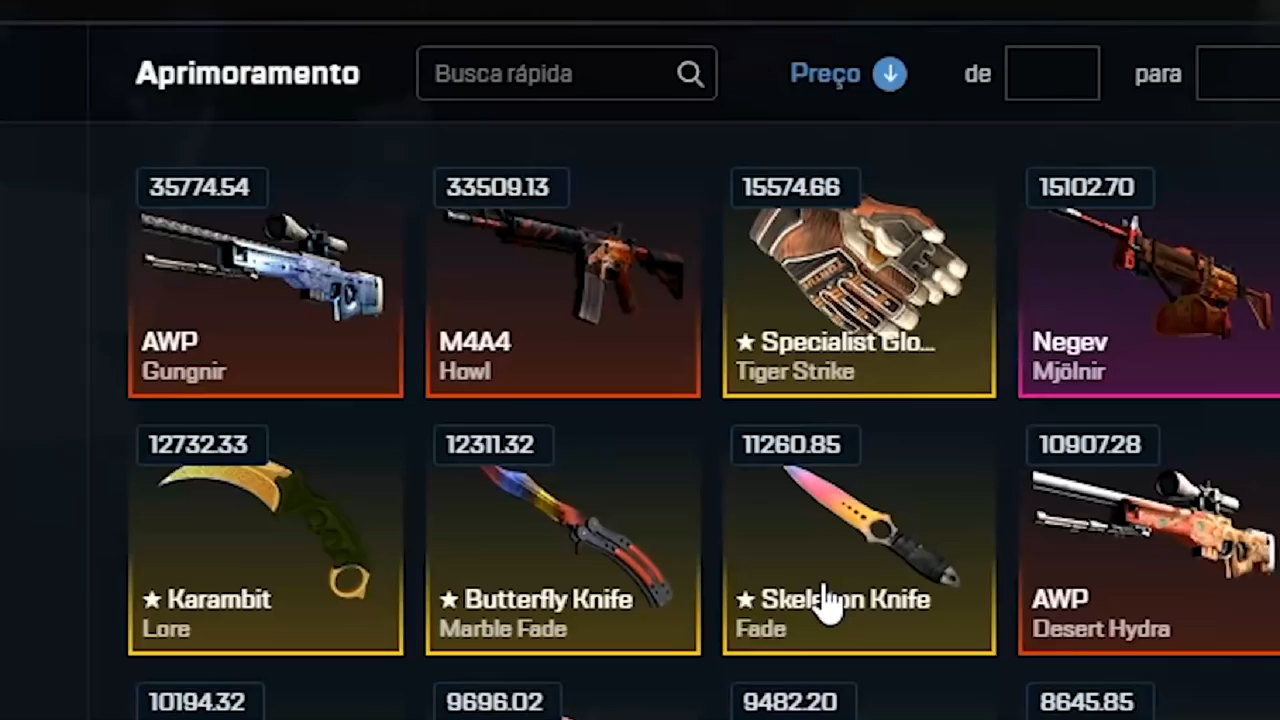 Aprimoramento
Busca rápida
Preço
de
para
35774.54
33509.13
15574.66
15102.70
AWP
M4A4
★ Specialist Glo...
Negev
Gungnir
Howl
Tiger Strike
Mjölnir
12732.33
12311.32
11260.85
10907.28
★ Karambit
★ Butterfly Knife
★ Skeleton Knife
AWP
Lore
Marble Fade
Fade
Desert Hydra
10194.32
9696.02
9482.20
8645.85